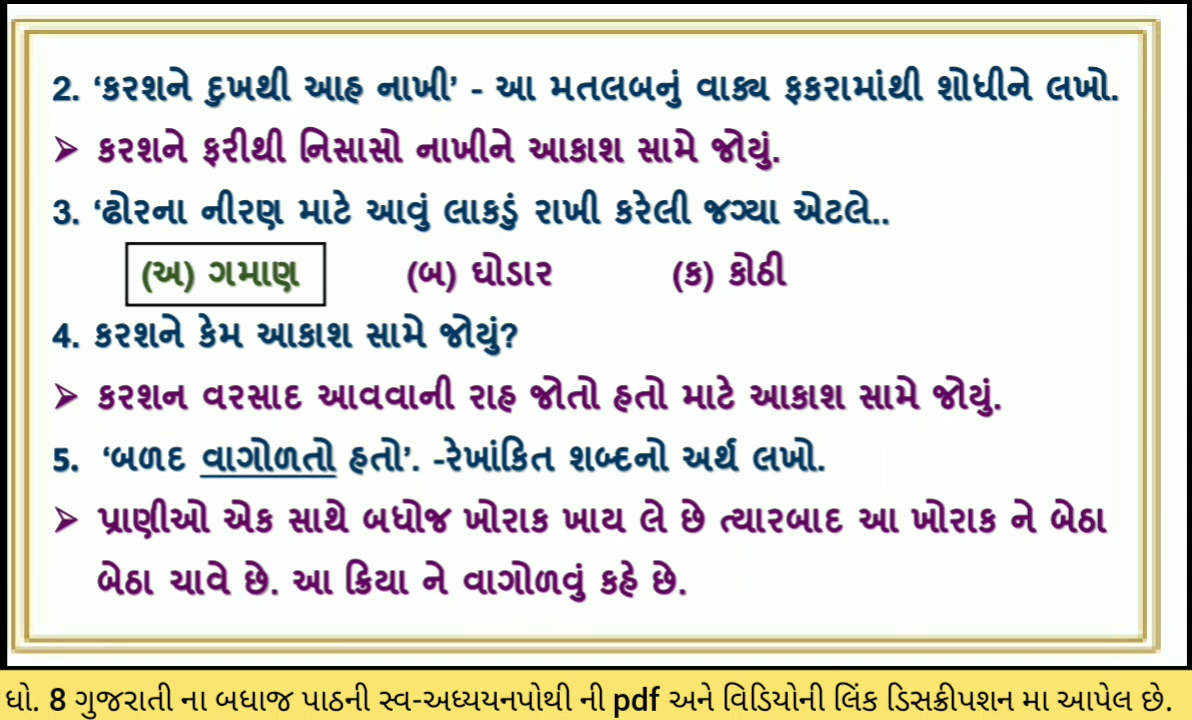 2. ‘કરશને દુખથી આહ નાખી’ - આ મતલબનું વાક્ય ફકરામાંથી શોધીને લખો.
➢ કરશને ફરીથી નિસાસો નાખીને આકાશ સામે જોયું.
3. ‘ઢોરના નીરણ માટે આવું લાકડું રાખી કરેલી જગ્યા એટલે..
(અ) ગમાણ (બ) ઘોડાર (ક) કોઠી
4. કરશને કેમ આકાશ સામે જોયું?
➢ કરશન વરસાદ આવવાની રાહ જોતો હતો માટે આકાશ સામે જોયું.
5. ‘બળદ વાગોળતો હતો’. -રેખાંકિત શબ્દનો અર્થ લખો.
➢ પ્રાણીઓ એક સાથે બધોજ ખોરાક ખાય લે છે ત્યારબાદ આ ખોરાક ને બેઠા
બેઠા ચાવે છે. આ ક્રિયા ને વાગોળવું કહે છે.
ધો. 8 ગુજરાતી ના બધાજ પાઠની સ્વ-અધ્યયનપોથી ની pdf અને વિડિયોની લિંક ડિસક્રીપશન મા આપેલ છે.